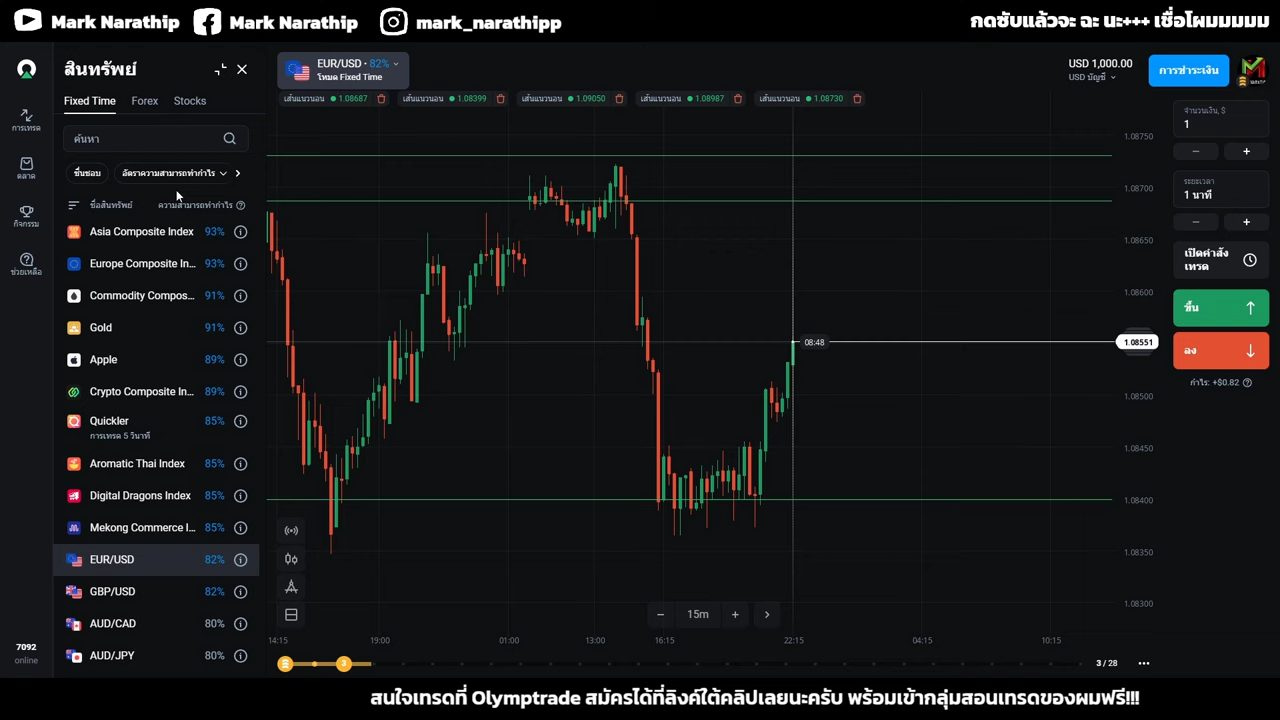 Mark Narathip
Mark Narathip
mark_narathipp
กดซับแล้วจะ ฉะ นะ+++ เชื่อโผมมมมม
สินทรัพย์
EUR/USD · 82%
โหมด Fixed Time
USD 1,000.00
USD บัญชี
การชำระเงิน
Fixed Time
Forex
Stocks
เส้นแนวนอน 1.08687
เส้นแนวนอน 1.08399
เส้นแนวนอน 1.09050
เส้นแนวนอน 1.08987
เส้นแนวนอน 1.08730
การเทรด
ตลาด
กิจกรรม
ช่วยเหลือ
ค้นหา
ชื่นชอบ
อัตราความสามารถทำกำไร
ชื่อสินทรัพย์
ความสามารถทำกำไร
Asia Composite Index 93%
Europe Composite In... 93%
Commodity Compos... 91%
Gold 91%
Apple 89%
Crypto Composite In... 89%
Quickler 85%
การเทรด 5 วินาที
Aromatic Thai Index 85%
Digital Dragons Index 85%
Mekong Commerce I... 85%
EUR/USD 82%
GBP/USD 82%
AUD/CAD 80%
AUD/JPY 80%
7092
online
08:48
1.08750
1.08700
1.08650
1.08600
1.08551
1.08500
1.08450
1.08400
1.08350
1.08300
15m
14:15
19:00
01:00
13:00
16:15
22:15
04:15
10:15
3
3 / 28
จำนวนเงิน, $
1
ระยะเวลา
1 นาที
เปิดคำสั่ง
เทรด
ขึ้น
ลง
กำไร: +$0.82
สนใจเทรดที่ Olymptrade สมัครได้ที่ลิงค์ใต้คลิปเลยนะครับ พร้อมเข้ากลุ่มสอนเทรดของผมฟรี!!!